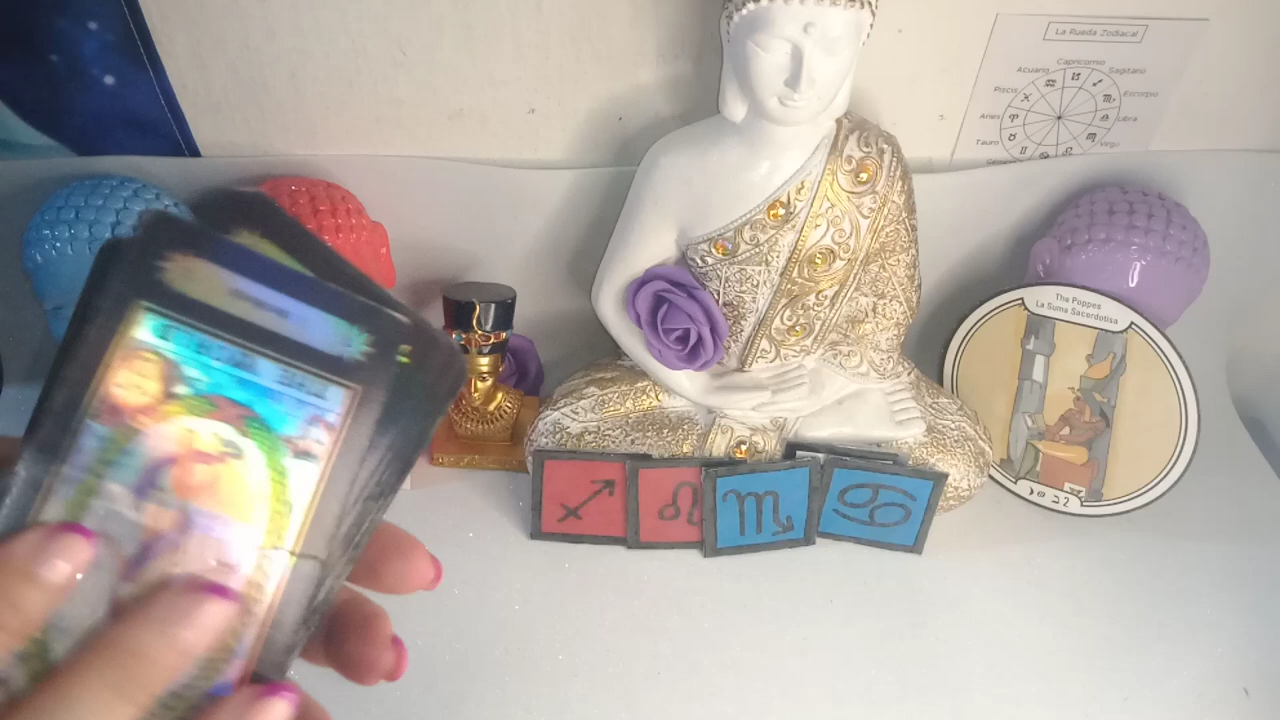 La Rueda Zodiacal
Capricornio
Acuario
Sagitario
Piscis
Escorpio
Aries
Libra
Tauro
Virgo
The Poppes
La Suma Sacerdotisa